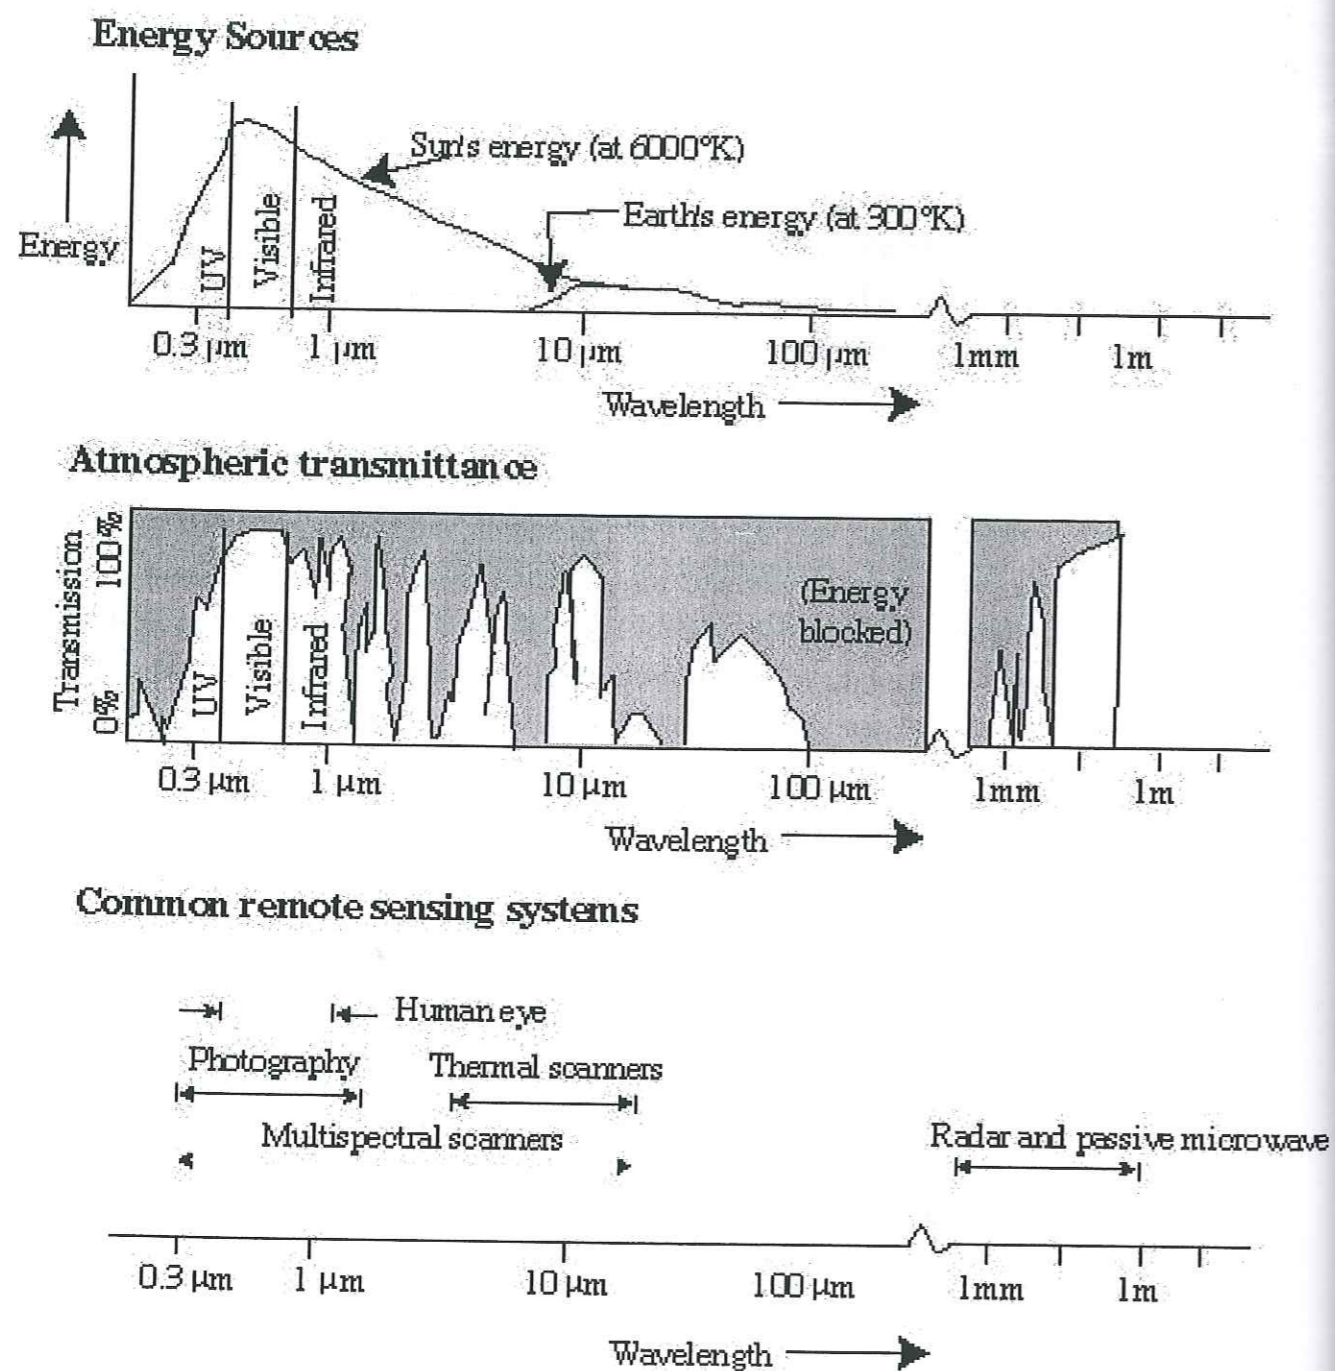 Energy Sources
Energy
Sun's energy (at 6000°K)
Earth's energy (at 300°K)
UV
Visible
Infrared
0.3 µm 1 µm 10 µm 100 µm 1mm 1m
Wavelength
Atmospheric transmittance
Transmission
0% 100%
UV
Visible
Infrared
(Energy
blocked)
0.3 µm 1 µm 10 µm 100 µm 1mm 1m
Wavelength
Common remote sensing systems
Human eye
Photography Thermal scanners
Multispectral scanners
Radar and passive microwave
0.3 µm 1 µm 10 µm 100 µm 1mm 1m
Wavelength